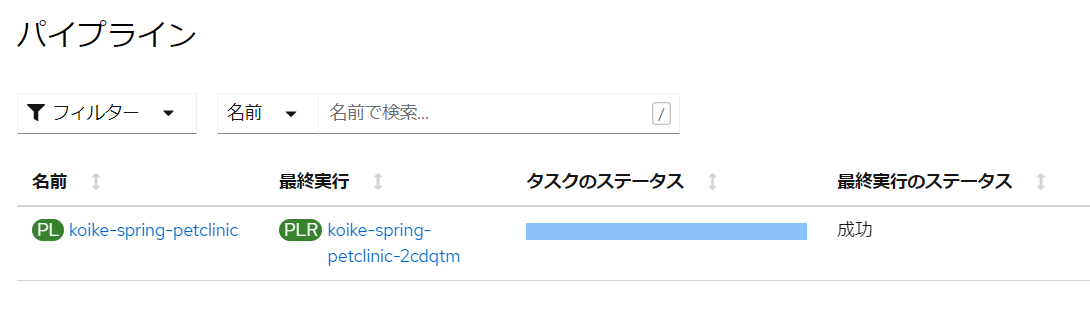 パイプライン
フィルター 名前 名前で検索... /
名前 最終実行 タスクのステータス 最終実行のステータス
PL koike-spring-petclinic PLR koike-spring- 成功
petclinic-2cdqtm